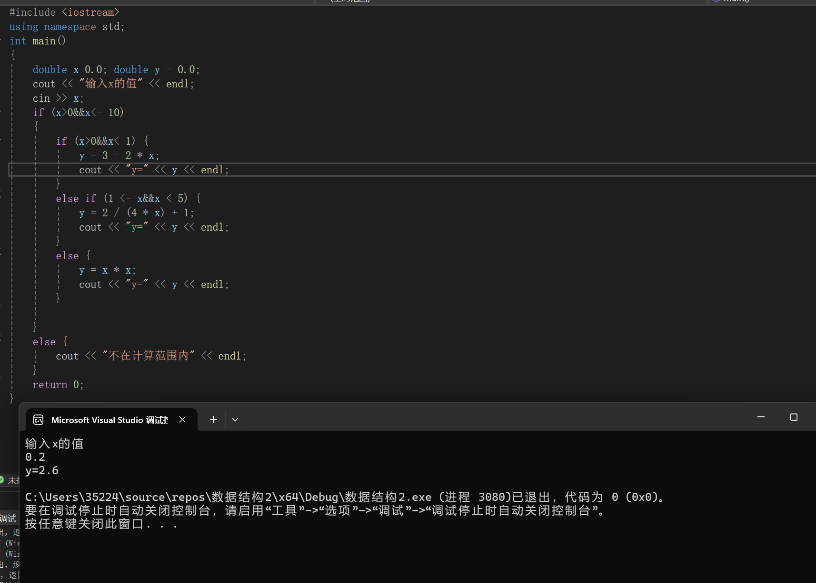 #include <iostream>
using namespace std;
int main()
{
double x 0.0; double y = 0.0;
cout << "输入x的值" << endl;
cin >> x;
if (x>0&&x<= 10)
{
if (x>0&&x< 1) {
y = 3 - 2 * x;
cout << "y=" << y << endl;
}
else if (1 <= x&&x < 5) {
y = 2 / (4 * x) + 1;
cout << "y=" << y << endl;
}
else {
y = x * x;
cout << "y=" << y << endl;
}
}
else {
cout << "不在计算范围内" << endl;
}
return 0;
}
Microsoft Visual Studio 调试
输入x的值
0.2
y=2.6
C:\Users\35224\source\repos\数据结构2\x64\Debug\数据结构2.exe (进程 3080)已退出，代码为 0 (0x0)。
要在调试停止时自动关闭控制台，请启用“工具”->“选项”->“调试”->“调试停止时自动关闭控制台”。
按任意键关闭此窗口. . .
调试